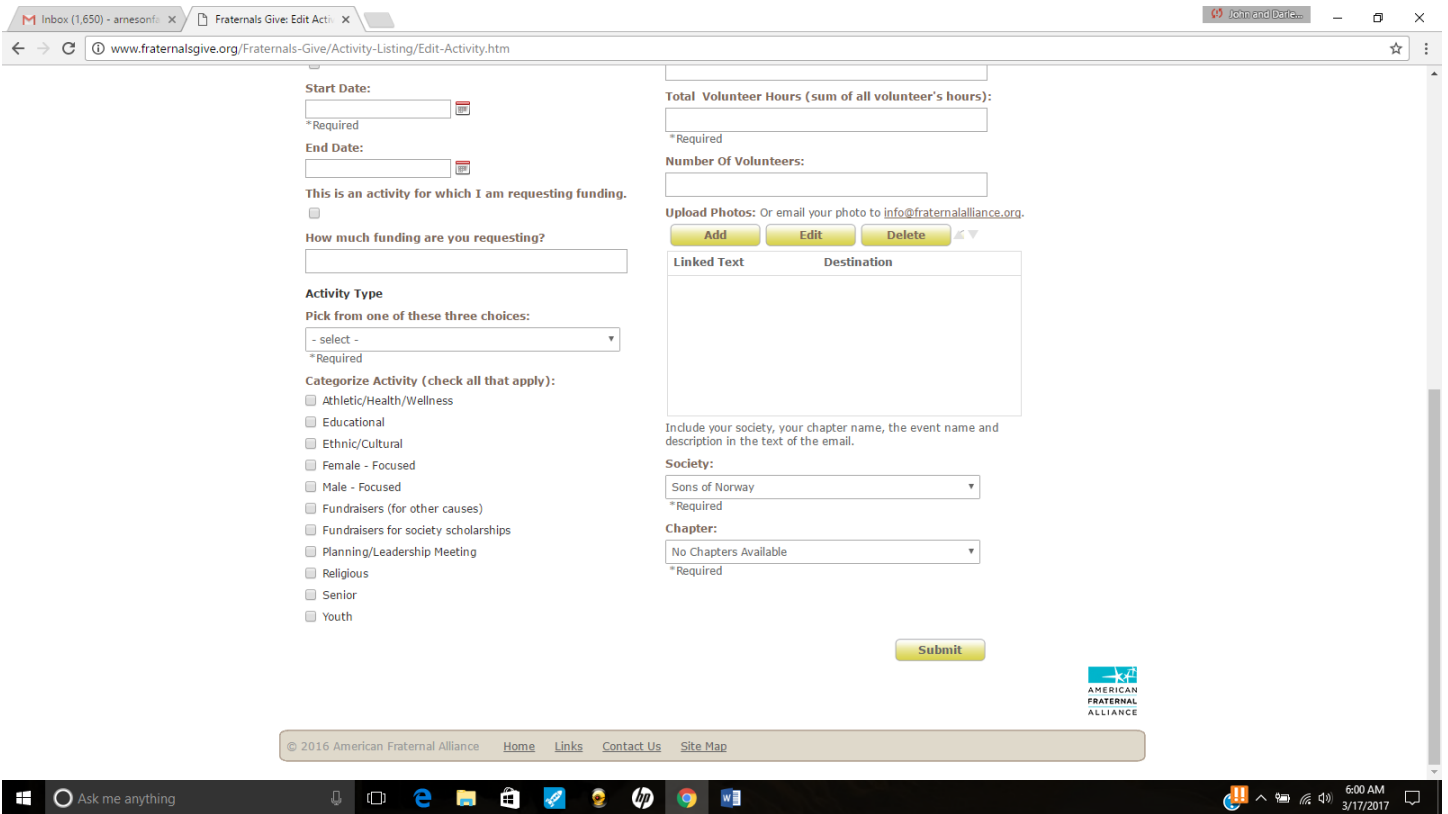 Inbox (1,650) - arnesonfa
Fraternals Give: Edit Activ
John and Darle...
www.fraternalsgive.org/Fraternals-Give/Activity-Listing/Edit-Activity.htm
Start Date:
*Required
End Date:
This is an activity for which I am requesting funding.
How much funding are you requesting?
Activity Type
Pick from one of these three choices:
- select -
*Required
Categorize Activity (check all that apply):
Athletic/Health/Wellness
Educational
Ethnic/Cultural
Female - Focused
Male - Focused
Fundraisers (for other causes)
Fundraisers for society scholarships
Planning/Leadership Meeting
Religious
Senior
Youth
Total Volunteer Hours (sum of all volunteer's hours):
*Required
Number Of Volunteers:
Upload Photos: Or email your photo to info@fraternalalliance.org.
Add Edit Delete
Linked Text Destination
Include your society, your chapter name, the event name and
description in the text of the email.
Society:
Sons of Norway
*Required
Chapter:
No Chapters Available
*Required
Submit
AMERICAN
FRATERNAL
ALLIANCE
© 2016 American Fraternal Alliance Home Links Contact Us Site Map
Ask me anything
6:00 AM
3/17/2017